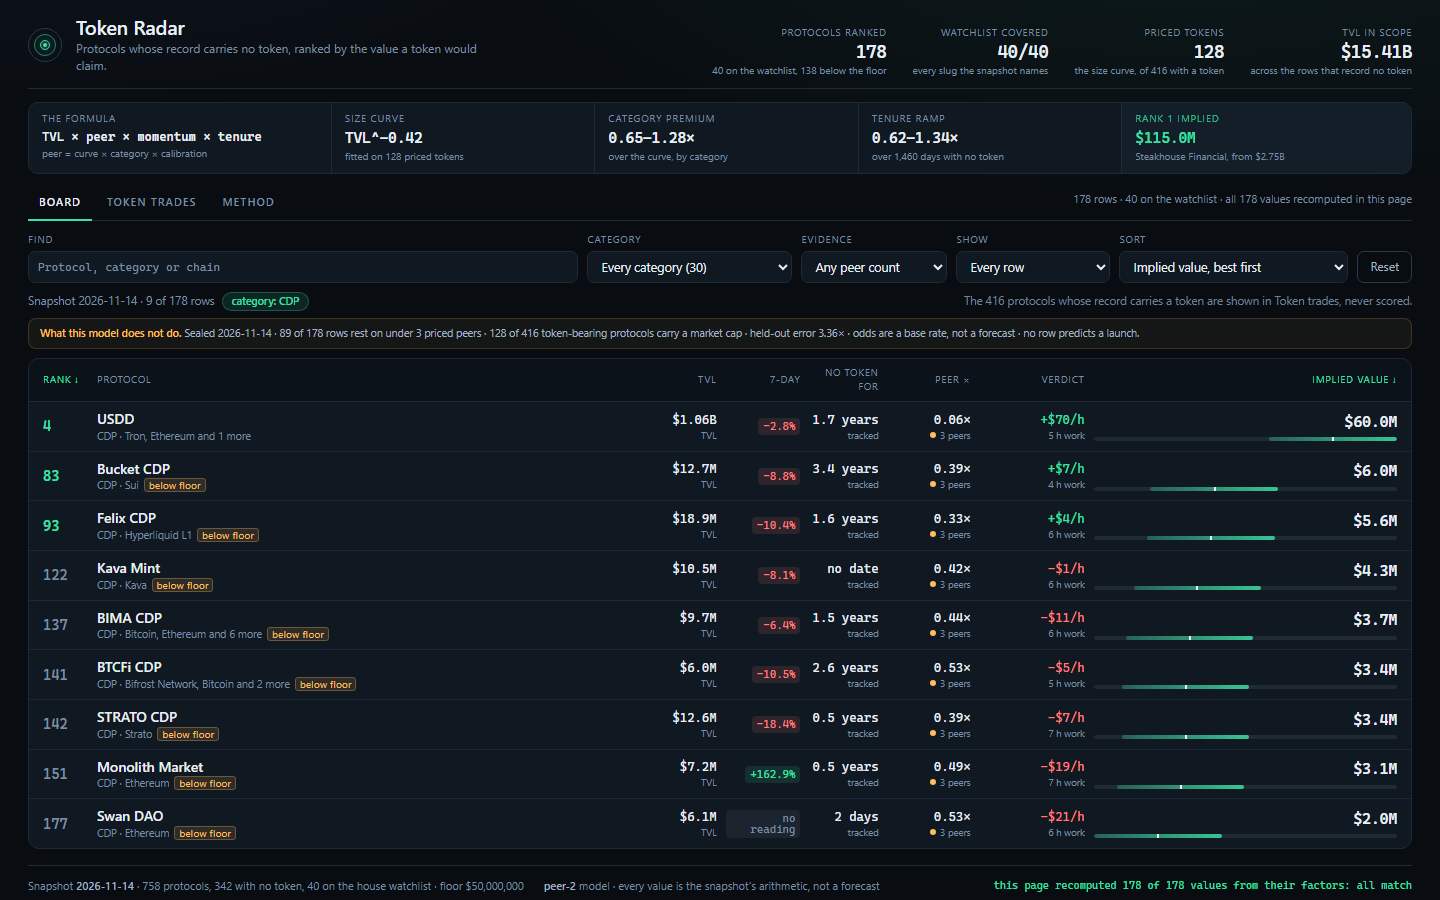 Token Radar
Protocols whose record carries no token, ranked by the value a token would
claim.
PROTOCOLS RANKED
178
40 on the watchlist, 138 below the floor
WATCHLIST COVERED
40/40
every slug the snapshot names
PRICED TOKENS
128
the size curve, of 416 with a token
TVL IN SCOPE
$15.41B
across the rows that record no token
THE FORMULA
TVL × peer × momentum × tenure
peer = curve × category × calibration
SIZE CURVE
TVL^−0.42
fitted on 128 priced tokens
CATEGORY PREMIUM
0.65–1.28×
over the curve, by category
TENURE RAMP
0.62–1.34×
over 1,460 days with no token
RANK 1 IMPLIED
$115.0M
Steakhouse Financial, from $2.75B
BOARD
TOKEN TRADES
METHOD
178 rows · 40 on the watchlist · all 178 values recomputed in this page
FIND
Protocol, category or chain
CATEGORY
Every category (30)
EVIDENCE
Any peer count
SHOW
Every row
SORT
Implied value, best first
Reset
Snapshot 2026-11-14 · 9 of 178 rows category: CDP
The 416 protocols whose record carries a token are shown in Token trades, never scored.
What this model does not do. Sealed 2026-11-14 · 89 of 178 rows rest on under 3 priced peers · 128 of 416 token-bearing protocols carry a market cap · held-out error 3.36× · odds are a base rate, not a forecast · no row predicts a launch.
RANK ↓ PROTOCOL TVL 7-DAY NO TOKEN FOR PEER × VERDICT IMPLIED VALUE ↓
4 USDD $1.06B −2.8% 1.7 years 0.06× +$70/h $60.0M
CDP · Tron, Ethereum and 1 more TVL tracked 3 peers 5 h work
83 Bucket CDP $12.7M −8.8% 3.4 years 0.39× +$7/h $6.0M
CDP · Sui below floor TVL tracked 3 peers 4 h work
93 Felix CDP $18.9M −10.4% 1.6 years 0.33× +$4/h $5.6M
CDP · Hyperliquid L1 below floor TVL tracked 3 peers 6 h work
122 Kava Mint $10.5M −8.1% no date 0.42× −$1/h $4.3M
CDP · Kava below floor TVL tracked 3 peers 6 h work
137 BIMA CDP $9.7M −6.4% 1.5 years 0.44× −$11/h $3.7M
CDP · Bitcoin, Ethereum and 6 more below floor TVL tracked 3 peers 6 h work
141 BTCFi CDP $6.0M −10.5% 2.6 years 0.53× −$5/h $3.4M
CDP · Bifrost Network, Bitcoin and 2 more below floor TVL tracked 3 peers 5 h work
142 STRATO CDP $12.6M −18.4% 0.5 years 0.39× −$7/h $3.4M
CDP · Strato below floor TVL tracked 3 peers 7 h work
151 Monolith Market $7.2M +162.9% 0.5 years 0.49× −$19/h $3.1M
CDP · Ethereum below floor TVL tracked 3 peers 7 h work
177 Swan DAO $6.1M no reading 2 days 0.53× −$21/h $2.0M
CDP · Ethereum below floor TVL tracked 3 peers 6 h work
Snapshot 2026-11-14 · 758 protocols, 342 with no token, 40 on the house watchlist · floor $50,000,000
peer-2 model · every value is the snapshot's arithmetic, not a forecast
this page recomputed 178 of 178 values from their factors: all match